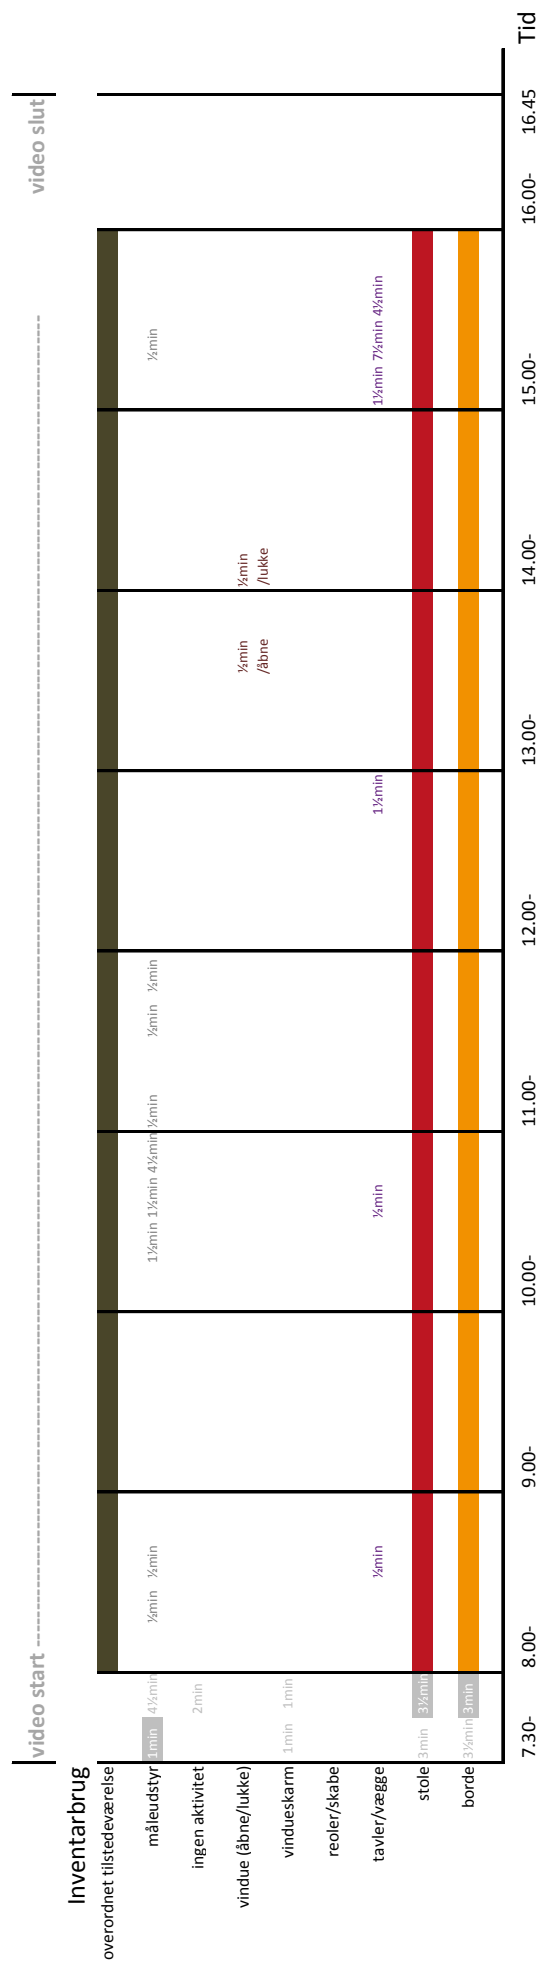 video start -------------------------------------------------- video slut
Inventarbrug
overordnet tilstedeværelse
måleudstyr 1min 4½min ½min ½min 1½min 1½min 4½min ½min ½min ½min ½min
ingen aktivitet 2min
vindue (åbne/lukke) ½min ½min
/åbne /lukke
vindueskarm 1min 1min
reoler/skabe
tavler/vægge ½min ½min 1½min 1½min 7½min 4½min
stole 3min 3½min
borde 3½min 3min
7.30- 8.00- 9.00- 10.00- 11.00- 12.00- 13.00- 14.00- 15.00- 16.00- 16.45 Tid